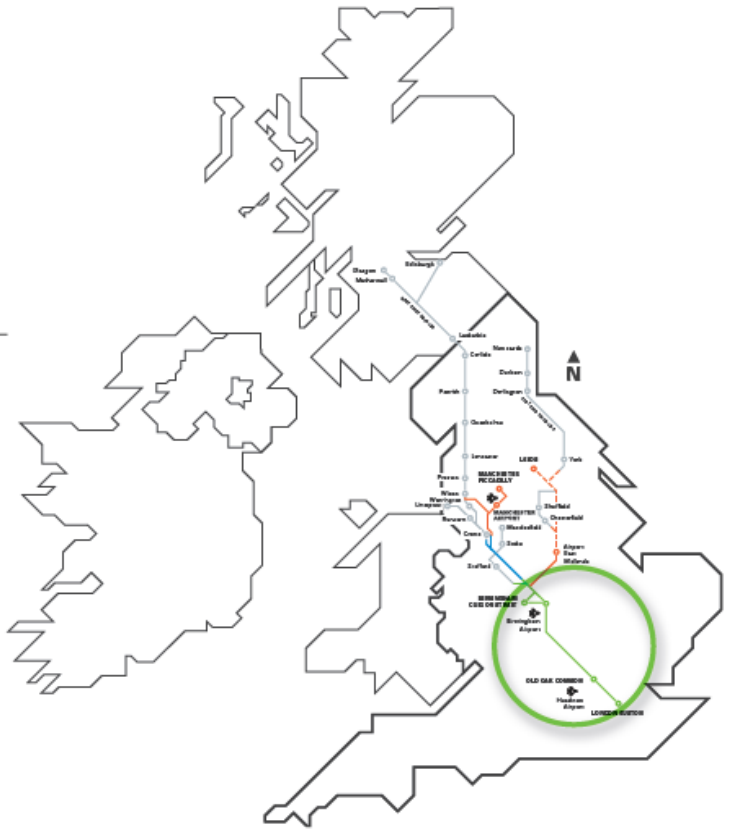 Edinburgh
Glasgow
Motherwell
Lockerbie
Newcastle
Carlisle
N
Durham
Penrith
Darlington
Oxenholme
Lancaster
LEEDS
York
Preston
MANCHESTER
PICCADILLY
Wigan
Warrington
Liverpool
Sheffield
MANCHESTER
AIRPORT
Runcorn
Chesterfield
Macclesfield
Crewe
Stoke
Airport
East
Midlands
Stafford
BIRMINGHAM
CURZON STREET
Birmingham
Airport
OLD OAK COMMON
Heathrow
Airport
LONDON EUSTON